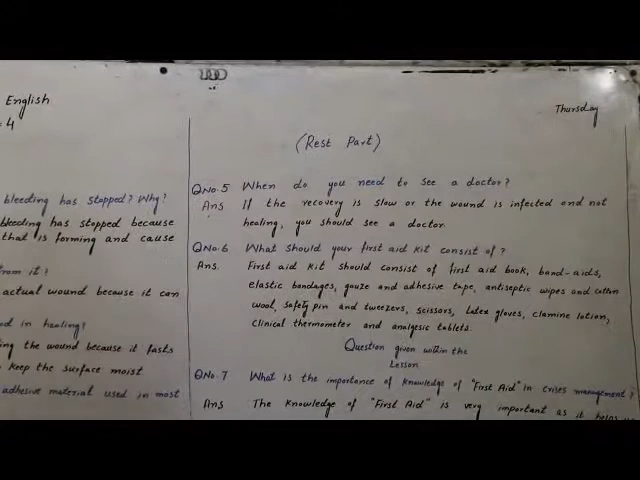 English
= 4
bleeding has stopped? Why?
bleeding has stopped because
that is forming and cause
from it!
actual wound because it can
ed in healing?
ing the wound because it fasts
keep the surface moist
adhesive material used in most
Thursday
(Rest Part)
QNo.5 When do you need to see a doctor?
Ans If the recovery is slow or the wound is infected and not
healing, you should see a doctor
QNo.6 What should your first aid kit consist of?
Ans. First aid kit should consist of first aid book, band-aids,
elastic bandages, gauze and adhesive tape, antiseptic wipes and cotton
wool, safety pin and tweezers, scissors, latex gloves, clamine lotion,
clinical thermometer and analgesic tablets.
Question given within the
Lesson
QNo.7 What is the importance of knowledge of "First Aid" in crises management?
Ans The knowledge of "First Aid" is very important as it helps